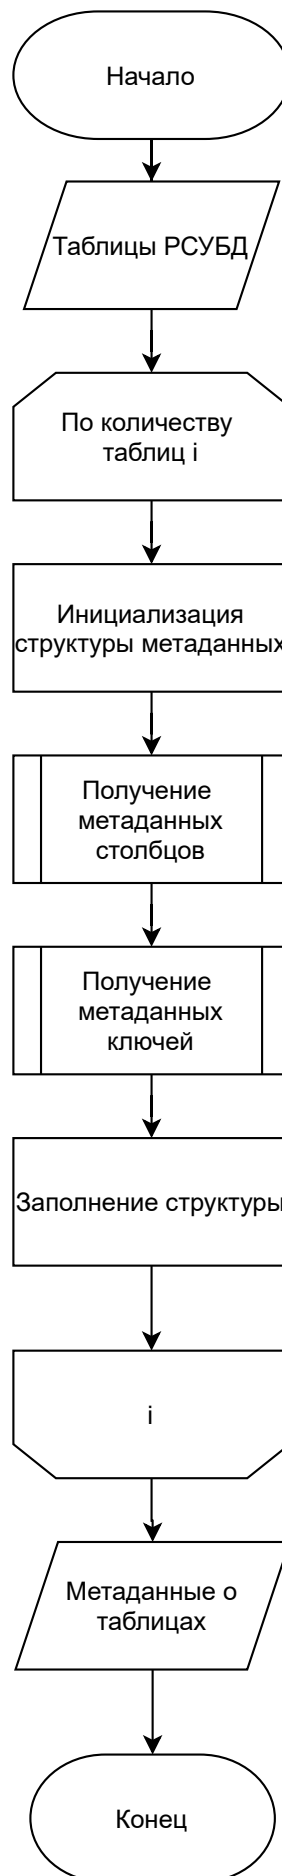 Начало
Таблицы РСУБД
По количеству
таблиц i
Инициализация
структуры метаданных
Получение
метаданных
столбцов
Получение
метаданных
ключей
Заполнение структуры
i
Метаданные о
таблицах
Конец